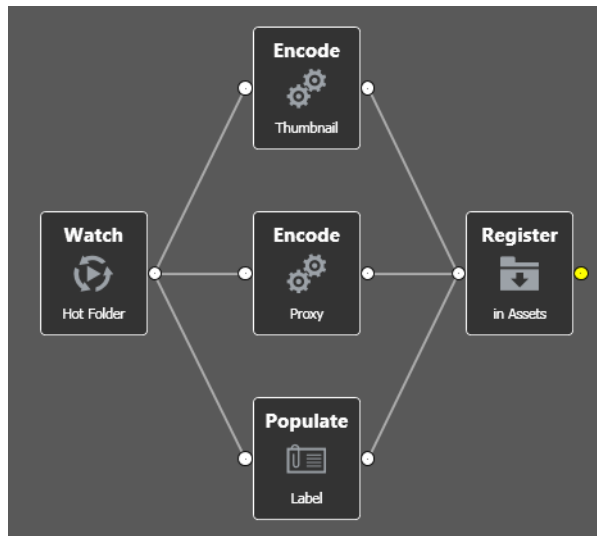 Encode
Thumbnail
Watch
Hot Folder
Encode
Proxy
Register
in Assets
Populate
Label